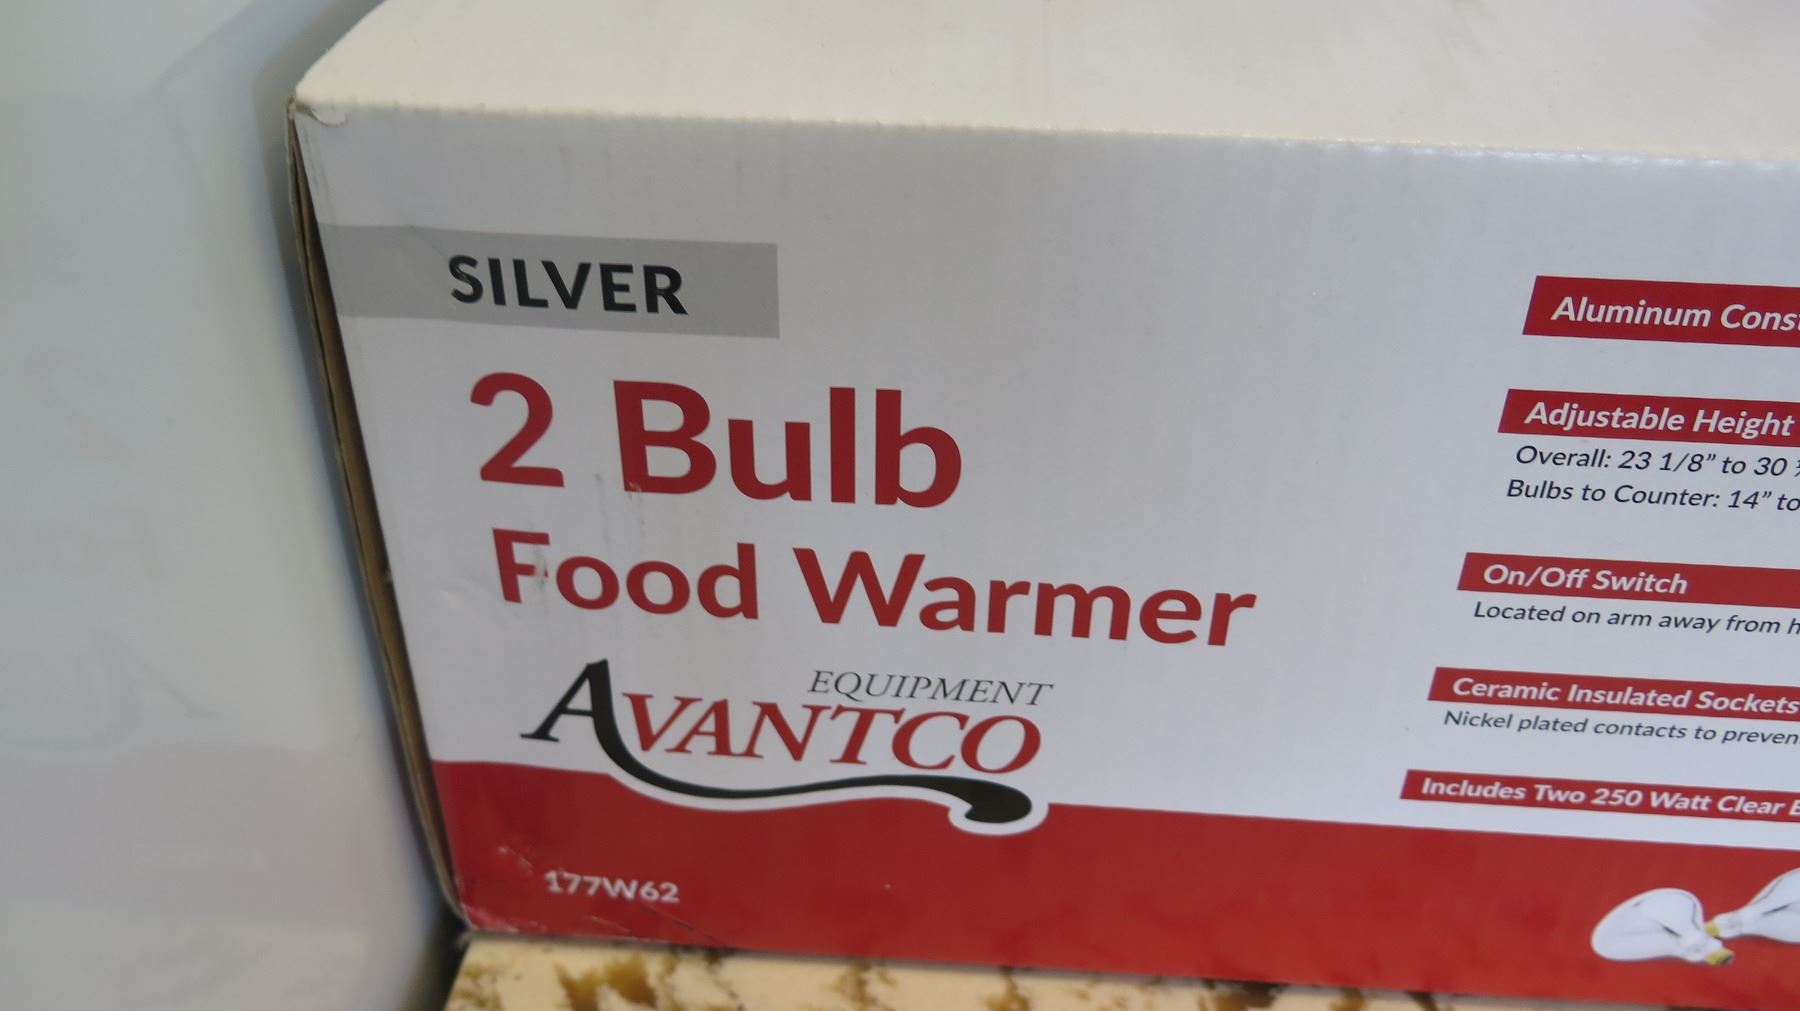 SILVER
2 Bulb
Food Warmer
EQUIPMENT
AVANTCO
177W62
Aluminum
Adjustable Height
Overall: 23 1/8” to 30
Bulbs to Counter: 14” to
On/Off Switch
Located on arm away from
Ceramic Insulated Sockets
Nickel plated contacts to
Includes Two 250 Watt Clear